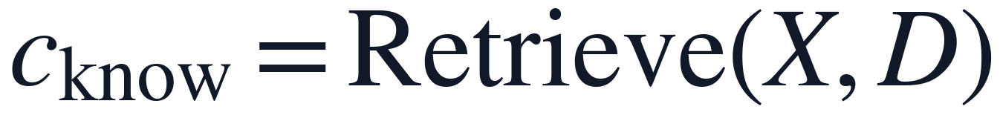 c_know = Retrieve(X, D)